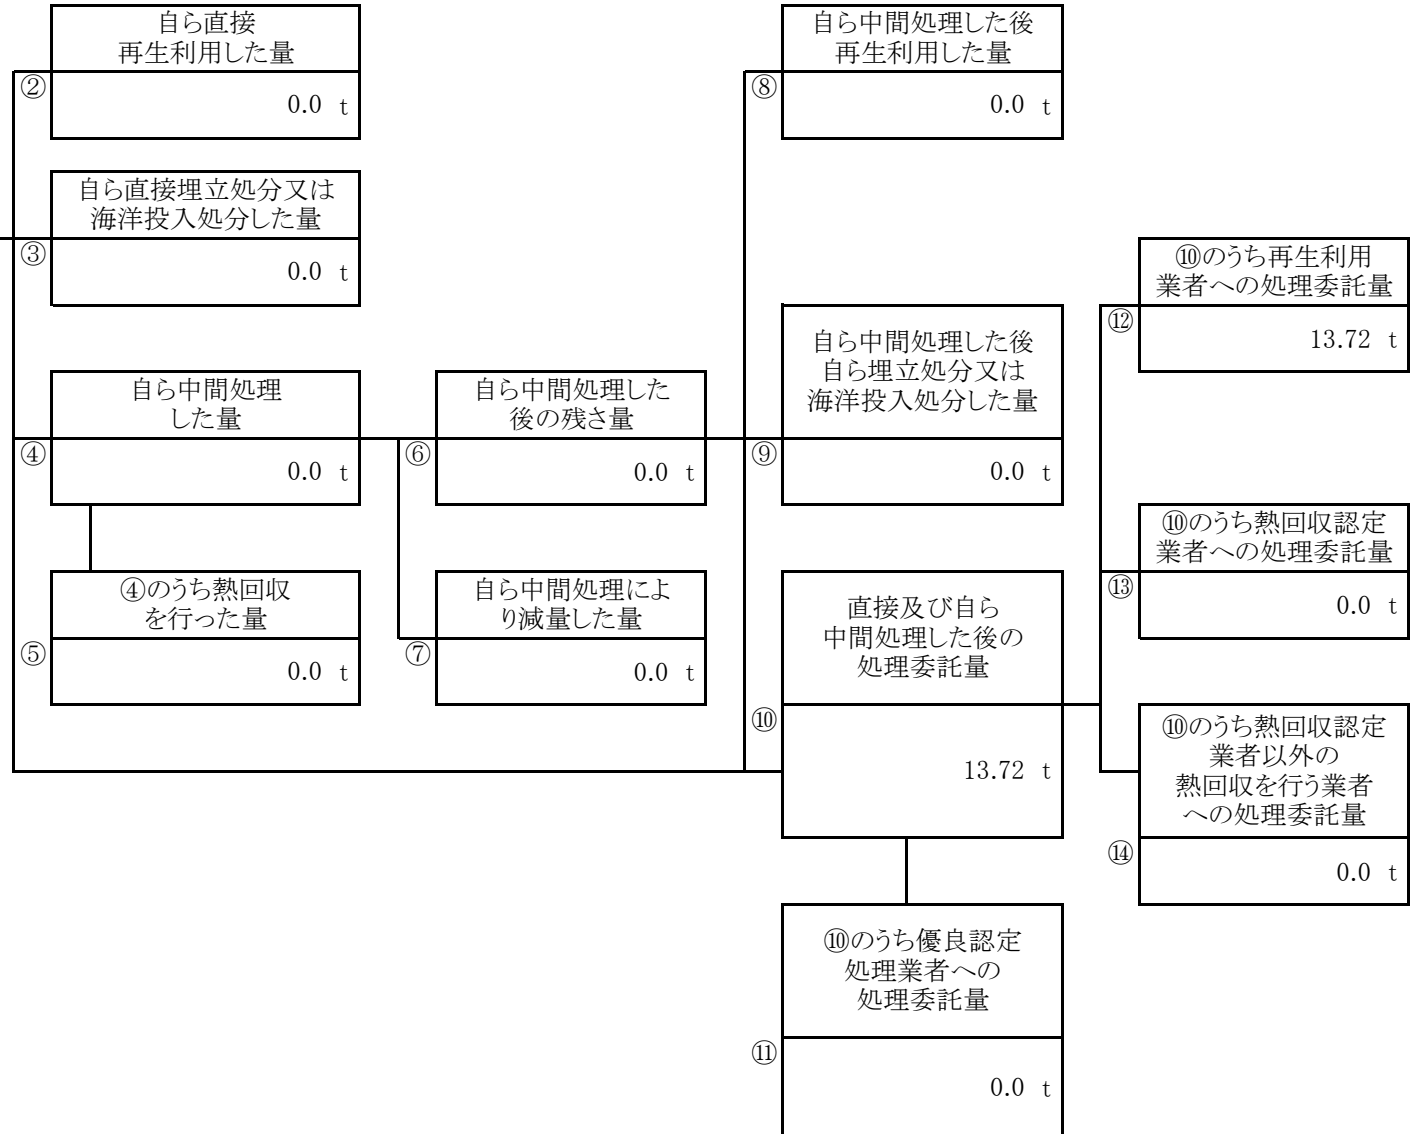 自ら直接
再生利用した量
②
0.0 t
自ら直接埋立処分又は
海洋投入処分した量
③
0.0 t
自ら中間処理
した量
④
0.0 t
④のうち熱回収
を行った量
⑤
0.0 t
自ら中間処理した
後の残さ量
⑥
0.0 t
自ら中間処理によ
り減量した量
⑦
0.0 t
自ら中間処理した後
再生利用した量
⑧
0.0 t
自ら中間処理した後
自ら埋立処分又は
海洋投入処分した量
⑨
0.0 t
直接及び自ら
中間処理した後の
処理委託量
⑩
13.72 t
⑩のうち優良認定
処理業者への
処理委託量
⑪
0.0 t
⑩のうち再生利用
業者への処理委託量
⑫
13.72 t
⑩のうち熱回収認定
業者への処理委託量
⑬
0.0 t
⑩のうち熱回収認定
業者以外の
熱回収を行う業者
への処理委託量
⑭
0.0 t